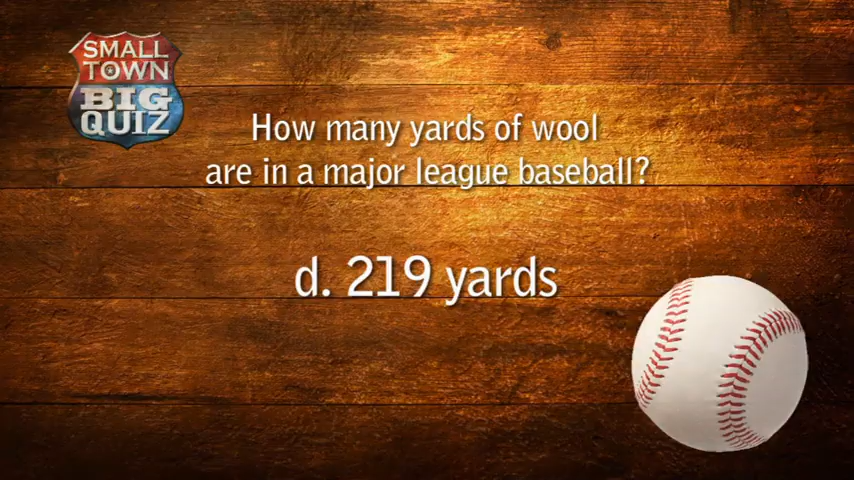 SMALL
TOWN
BIG
QUIZ
How many yards of wool
are in a major league baseball?
d. 219 yards